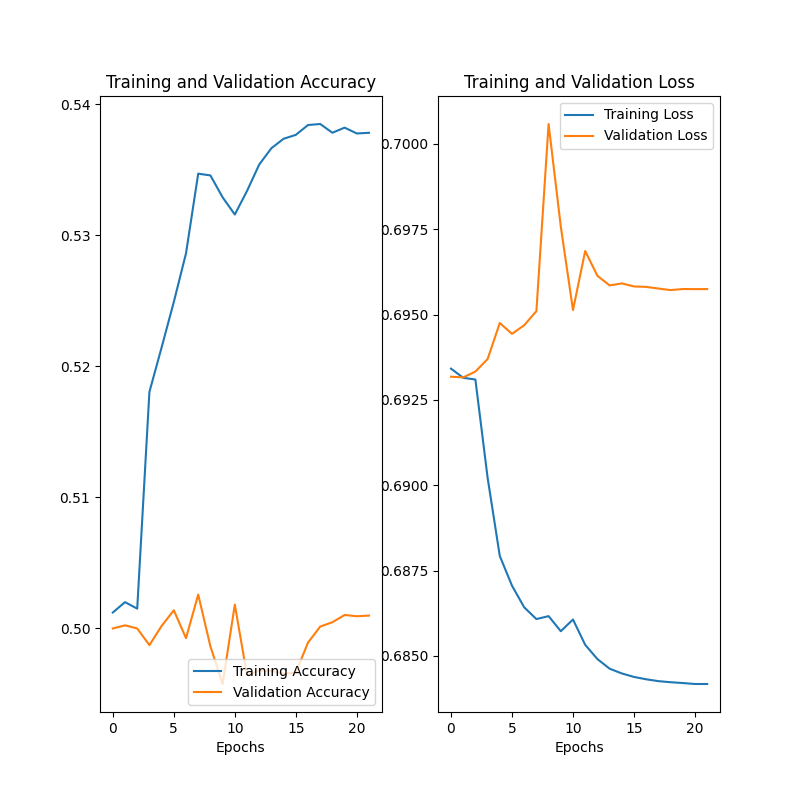 Training and Validation Accuracy
0.54
0.53
0.52
0.51
0.50
Training Accuracy
Validation Accuracy
0 5 10 15 20
Epochs
Training and Validation Loss
Training Loss
Validation Loss
0.7000
0.6975
0.6950
0.6925
0.6900
0.6875
0.6850
0 5 10 15 20
Epochs